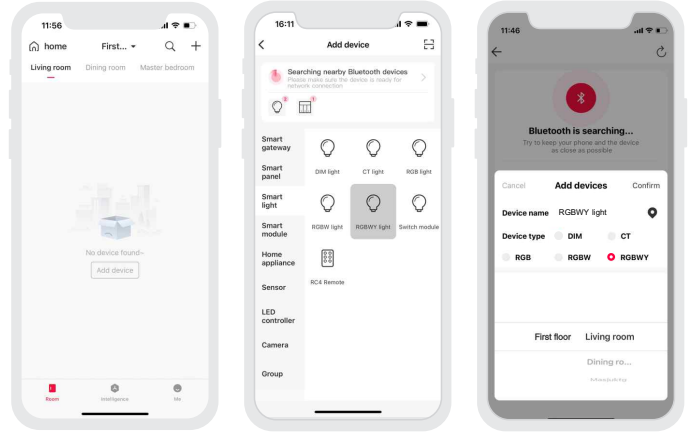 11:56
home
First...
Living room
Dining room
Master bedroom
No device found~
Add device
Room
Intelligence
Me
16:11
Add device
Searching nearby Bluetooth devices
Please make sure the device is ready for
network connection
2
1
Smart
gateway
Smart
panel
Smart
light
Smart
module
Home
appliance
Sensor
LED
controller
Camera
Group
DIM light
CT light
RGB light
RGBW light
RGBWY light
Switch module
RC4 Remote
11:46
Bluetooth is searching...
Try to keep your phone and the device
as close as possible
Cancel
Add devices
Confirm
Device name
RGBWY light
Device type
DIM
CT
RGB
RGBW
RGBWY
First floor
Living room
Dining ro...